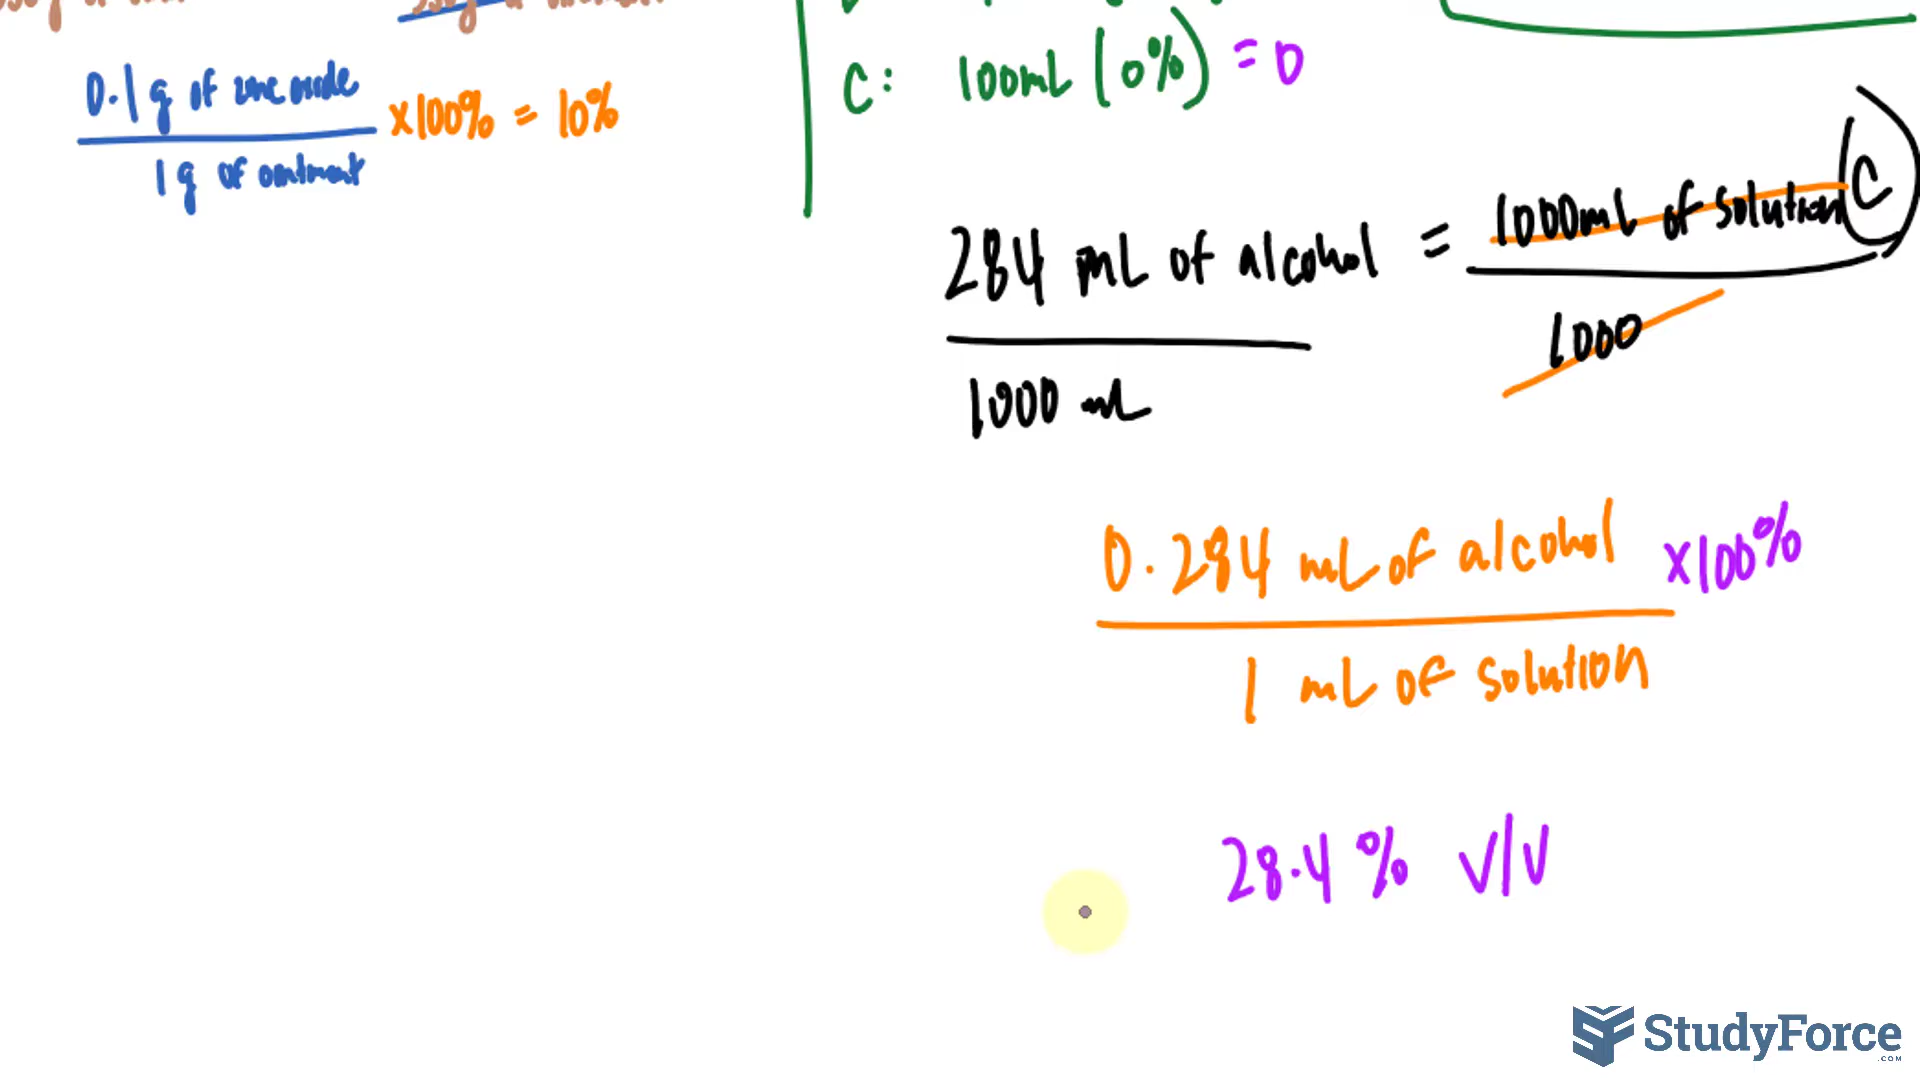 0.1 g of zinc oxide
1 g of ointment
x100% = 10%
C: 100mL (0%) = 0
284 mL of alcohol = 1000mL of solution (C)
1000 mL
1000
0.284 mL of alcohol x100%
1 mL of solution
28.4 % v/v
StudyForce
.COM